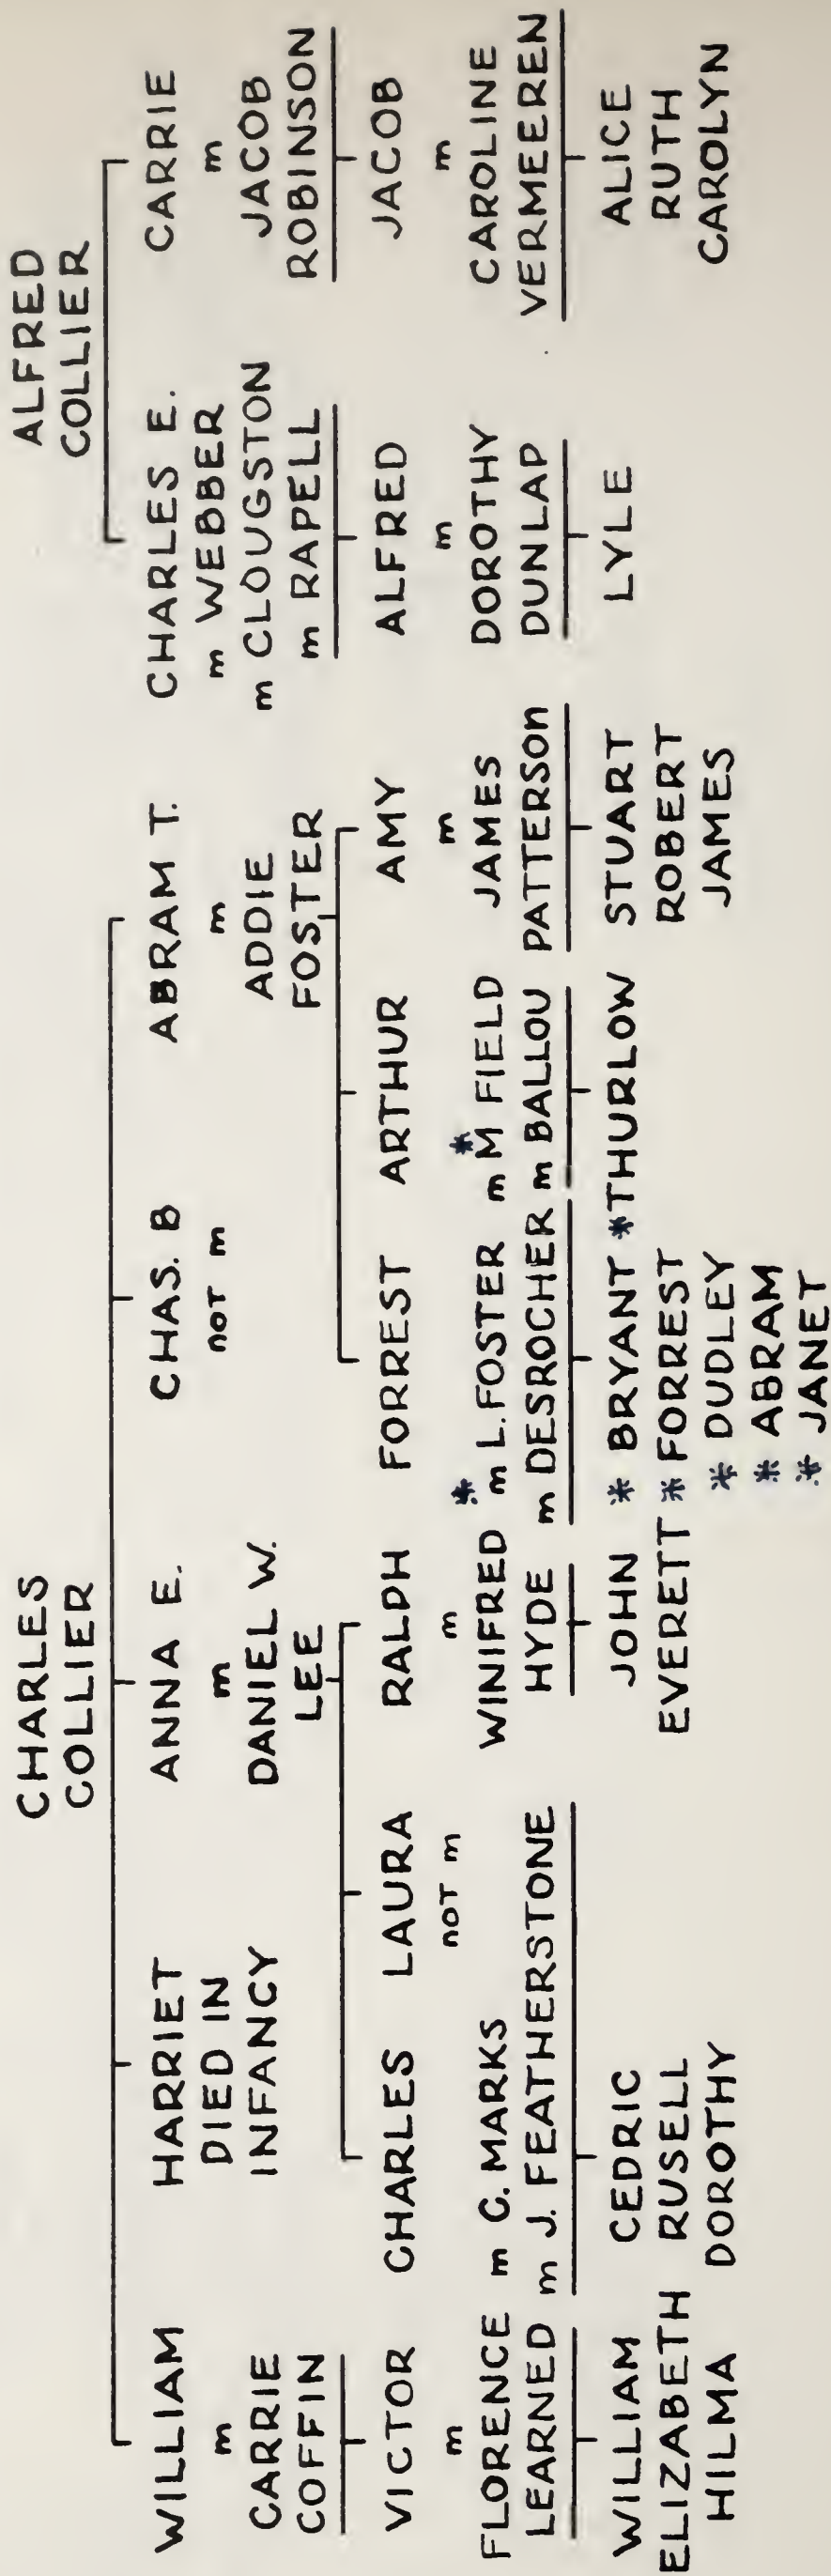 CHARLES ALFRED
COLLIER COLLIER
WILLIAM HARRIET ANNA E. CHAS. B ABRAM T. CHARLES E. CARRIE
m DIED IN m not m m m WEBBER m
CARRIE INFANCY DANIEL W. ADDIE m CLOUGSTON JACOB
COFFIN LEE FOSTER m RAPELL ROBINSON
VICTOR CHARLES LAURA RALPH FORREST ARTHUR AMY ALFRED JACOB
m not m m m m m
FLORENCE m C. MARKS WINIFRED * m L. FOSTER m * M FIELD JAMES DOROTHY CAROLINE
LEARNED m J. FEATHERSTONE HYDE m DESROCHER m BALLOU PATTERSON DUNLAP VERMEEREN
WILLIAM CEDRIC JOHN * BRYANT *THURLOW STUART LYLE ALICE
ELIZABETH RUSELL EVERETT * FORREST ROBERT RUTH
HILMA DOROTHY * DUDLEY JAMES CAROLYN
* ABRAM
* JANET